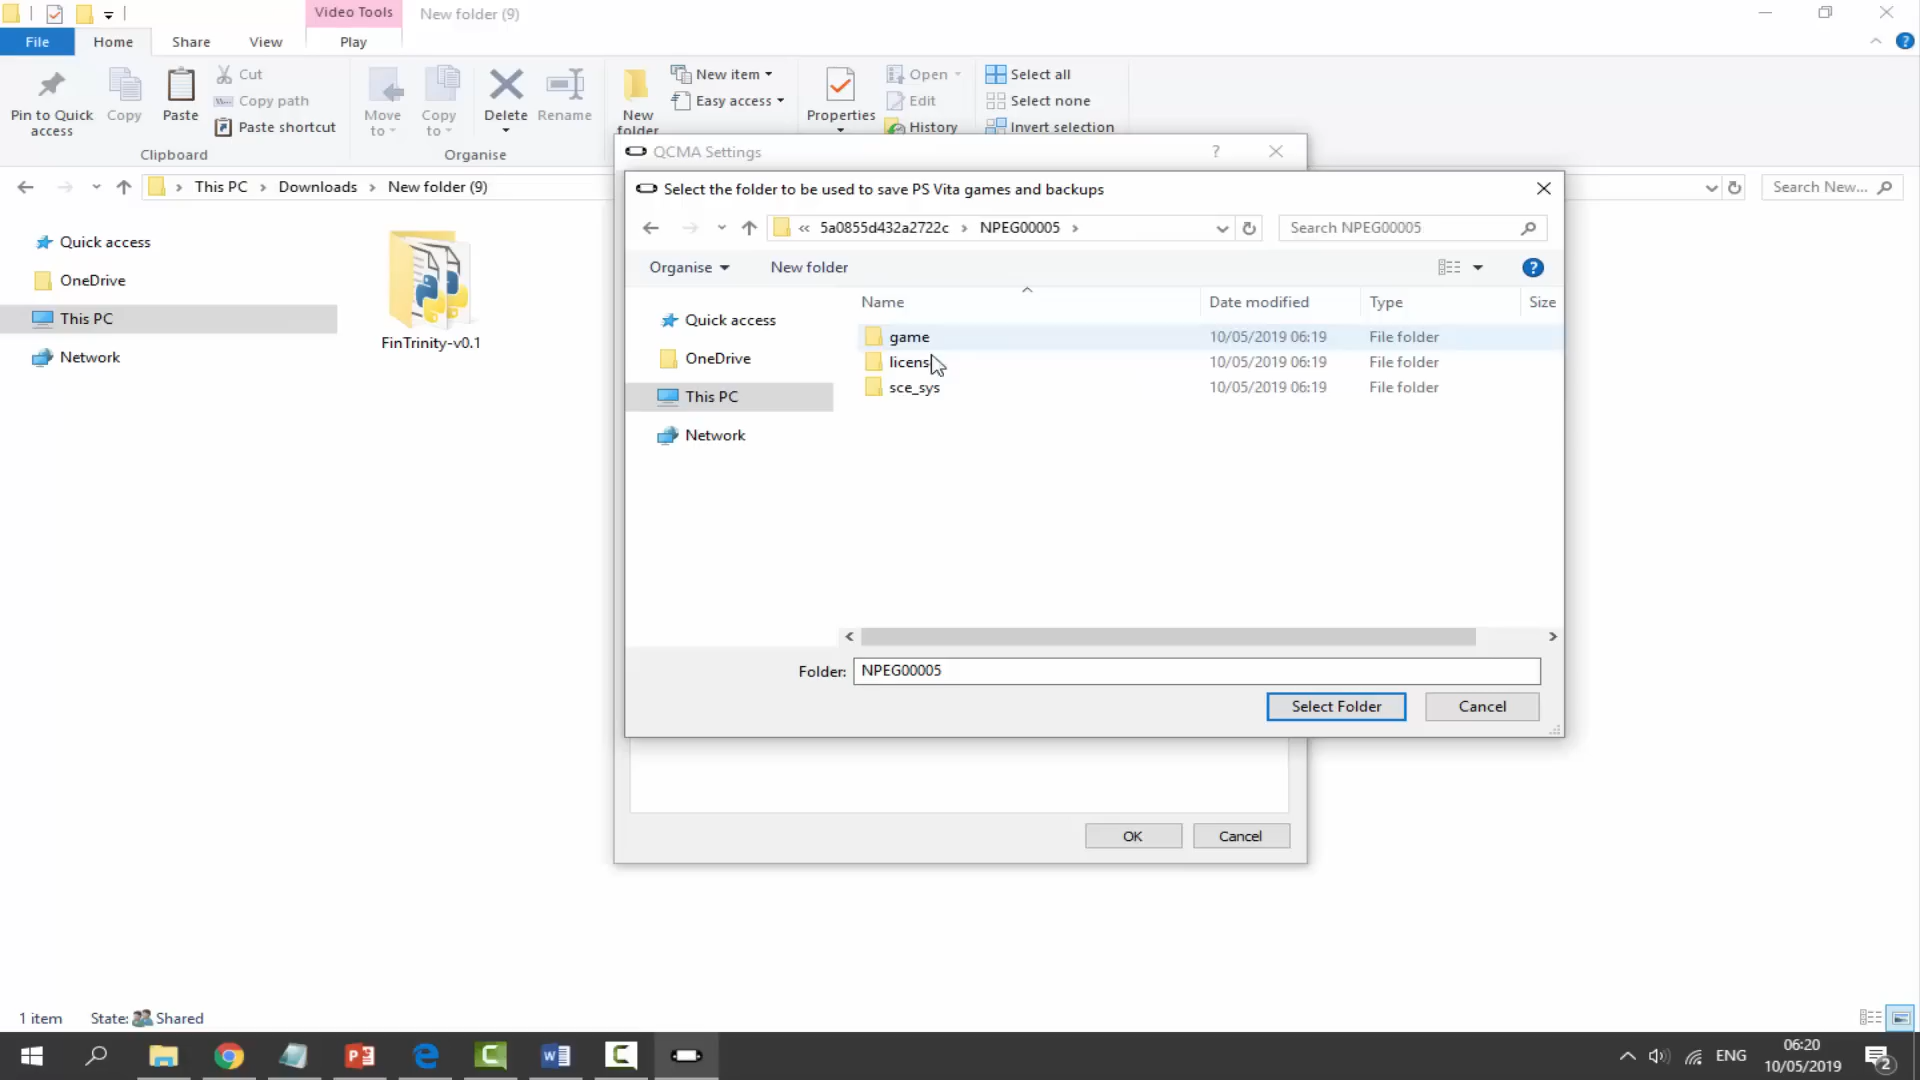 Video Tools
New folder (9)
File
Home
Share
View
Play
Pin to Quick access
Copy
Paste
Cut
Copy path
Paste shortcut
Clipboard
Move to
Copy to
Delete
Rename
Organise
New folder
New item
Easy access
Properties
Open
Edit
History
Select all
Select none
Invert selection
This PC
Downloads
New folder (9)
Search New...
Quick access
OneDrive
This PC
Network
FinTrinity-v0.1
QCMA Settings
?
Select the folder to be used to save PS Vita games and backups
« 5a0855d432a2722c
NPEG00005
Search NPEG00005
Organise
New folder
Quick access
OneDrive
This PC
Network
Name
Date modified
Type
Size
game 10/05/2019 06:19 File folder
licens 10/05/2019 06:19 File folder
sce_sys 10/05/2019 06:19 File folder
Folder: NPEG00005
Select Folder
Cancel
OK
Cancel
1 item
State: Shared
ENG
06:20
10/05/2019
2